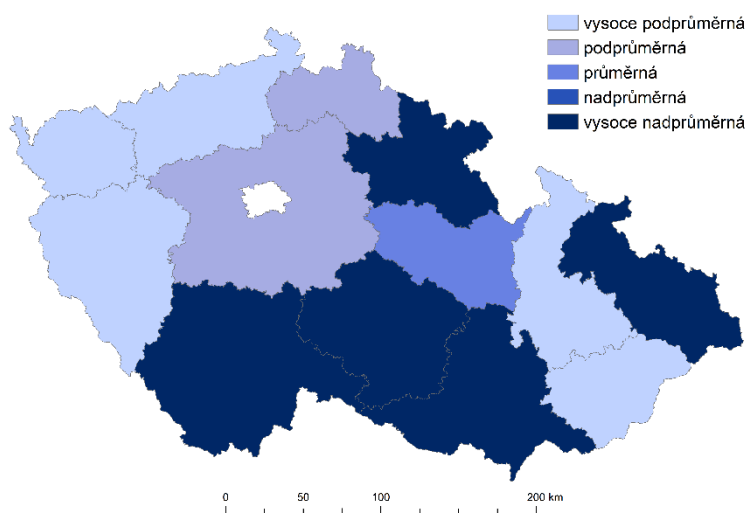 vysoce podprůměrná
podprůměrná
průměrná
nadprůměrná
vysoce nadprůměrná
0 50 100 200 km